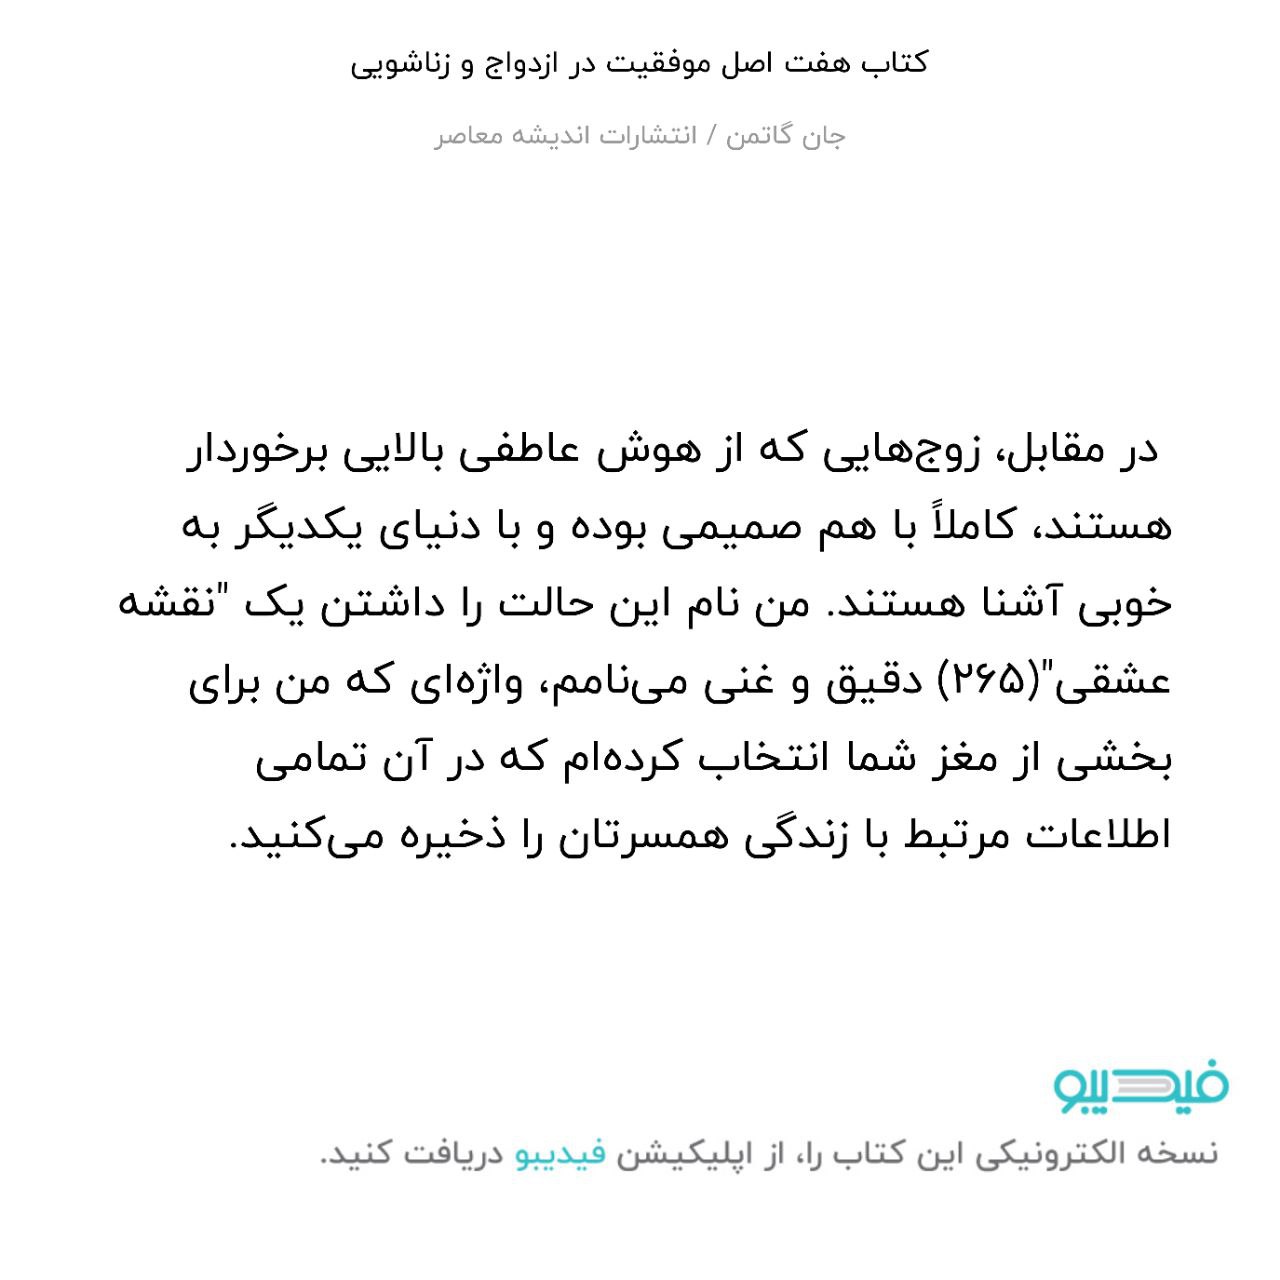 کتاب هفت اصل موفقیت در ازدواج و زناشویی
جان گاتمن / انتشارات اندیشه معاصر
در مقابل، زوج‌هایی که از هوش عاطفی بالایی برخوردار
هستند، کاملاً با هم صمیمی بوده و با دنیای یکدیگر به
خوبی آشنا هستند. من نام این حالت را داشتن یک "نقشه
عشقی"(۲۶۵) دقیق و غنی می‌نامم، واژه‌ای که من برای
بخشی از مغز شما انتخاب کرده‌ام که در آن تمامی
اطلاعات مرتبط با زندگی همسرتان را ذخیره می‌کنید.
فیدیبو
نسخه الکترونیکی این کتاب را، از اپلیکیشن فیدیبو دریافت کنید.